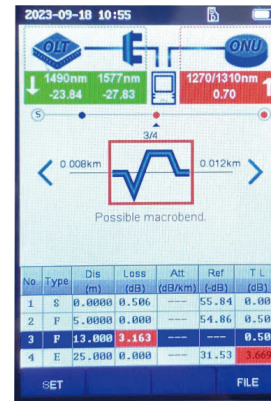 2023-09-18 10:55
OLT
ONU
1490nm 1577nm
-23.84 -27.83
1270/1310nm
0.70
S
3/4
0.008km
0.012km
Possible macrobend.
No. Type Dis (m) Loss (dB) Att (dB/km) Ref (-dB) T L (dB)
1 S 0.0000 0.506 --- 55.84 0.00
2 F 5.0000 0.000 --- 54.86 0.50
3 F 13.000 3.163 --- --- 0.50
4 E 25.000 0.000 --- 31.53 3.669
SET
FILE